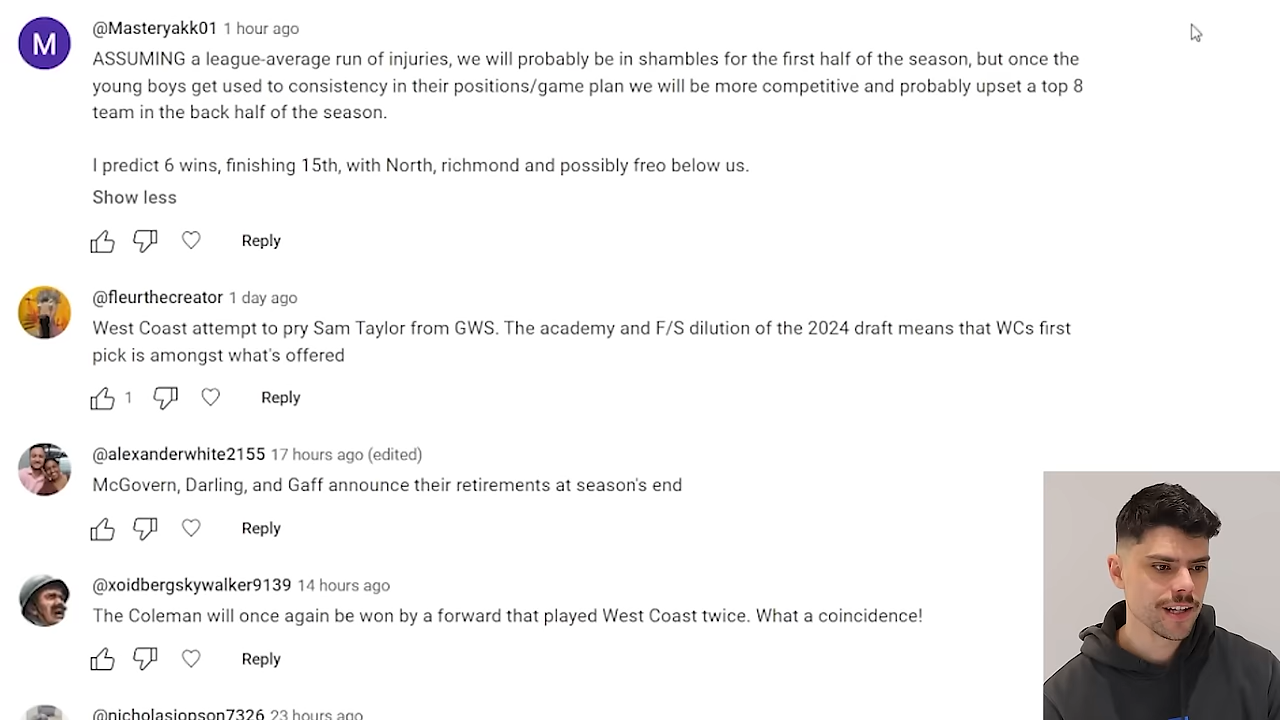 M
@Masteryakk01 1 hour ago
ASSUMING a league-average run of injuries, we will probably be in shambles for the first half of the season, but once the
young boys get used to consistency in their positions/game plan we will be more competitive and probably upset a top 8
team in the back half of the season.
I predict 6 wins, finishing 15th, with North, richmond and possibly freo below us.
Show less
Reply
@fleurthecreator 1 day ago
West Coast attempt to pry Sam Taylor from GWS. The academy and F/S dilution of the 2024 draft means that WCs first
pick is amongst what's offered
1 Reply
@alexanderwhite2155 17 hours ago (edited)
McGovern, Darling, and Gaff announce their retirements at season's end
Reply
@xoidbergskywalker9139 14 hours ago
The Coleman will once again be won by a forward that played West Coast twice. What a coincidence!
Reply
@nicholasjopson7326 23 hours ago